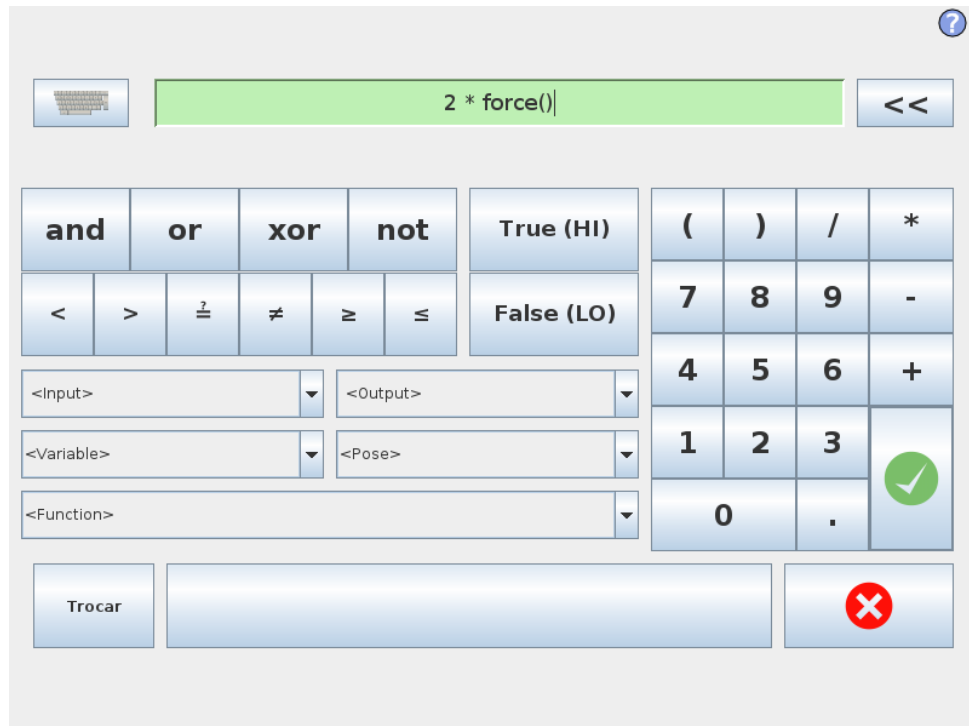 ?
2 * force()
<<
and or xor not True (HI) ( ) / *
< > ≟ ≠ ≥ ≤ False (LO) 7 8 9 -
<Input> <Output> 4 5 6 +
<Variable> <Pose> 1 2 3
<Function> 0 .
Trocar